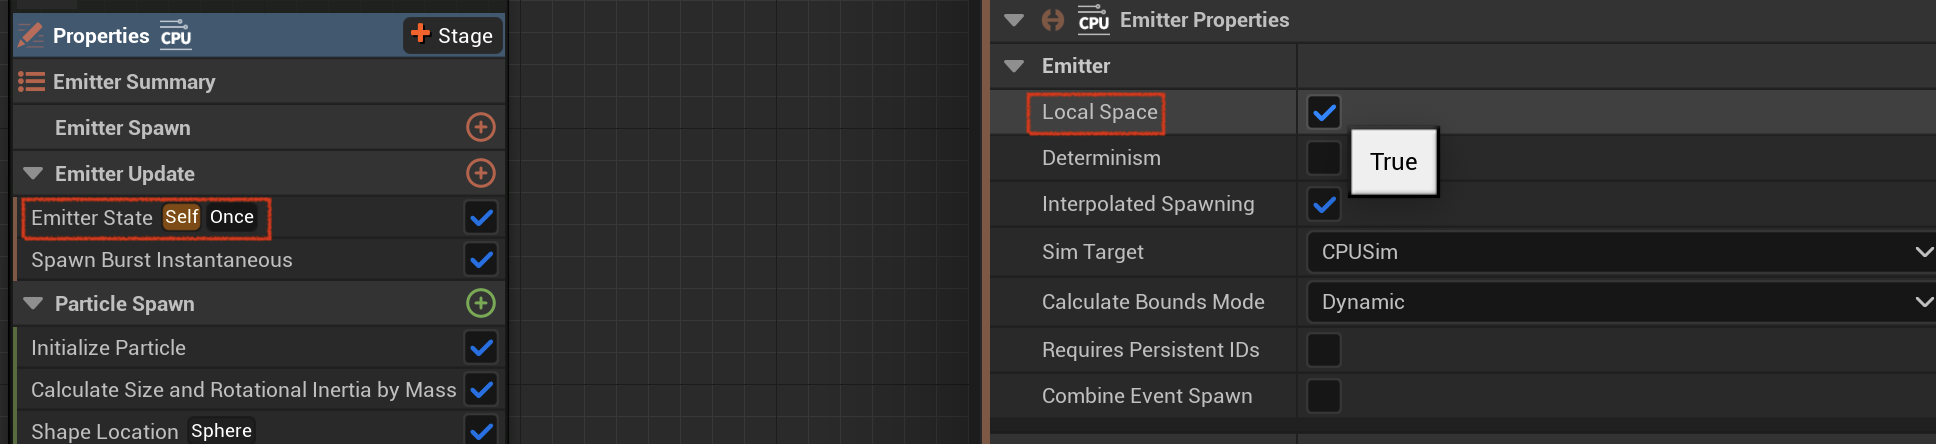 Properties CPU + Stage
Emitter Summary
Emitter Spawn
Emitter Update
Emitter State Self Once
Spawn Burst Instantaneous
Particle Spawn
Initialize Particle
Calculate Size and Rotational Inertia by Mass
Shape Location Sphere
CPU Emitter Properties
Emitter
Local Space
True
Determinism
Interpolated Spawning
Sim Target CPUSim
Calculate Bounds Mode Dynamic
Requires Persistent IDs
Combine Event Spawn